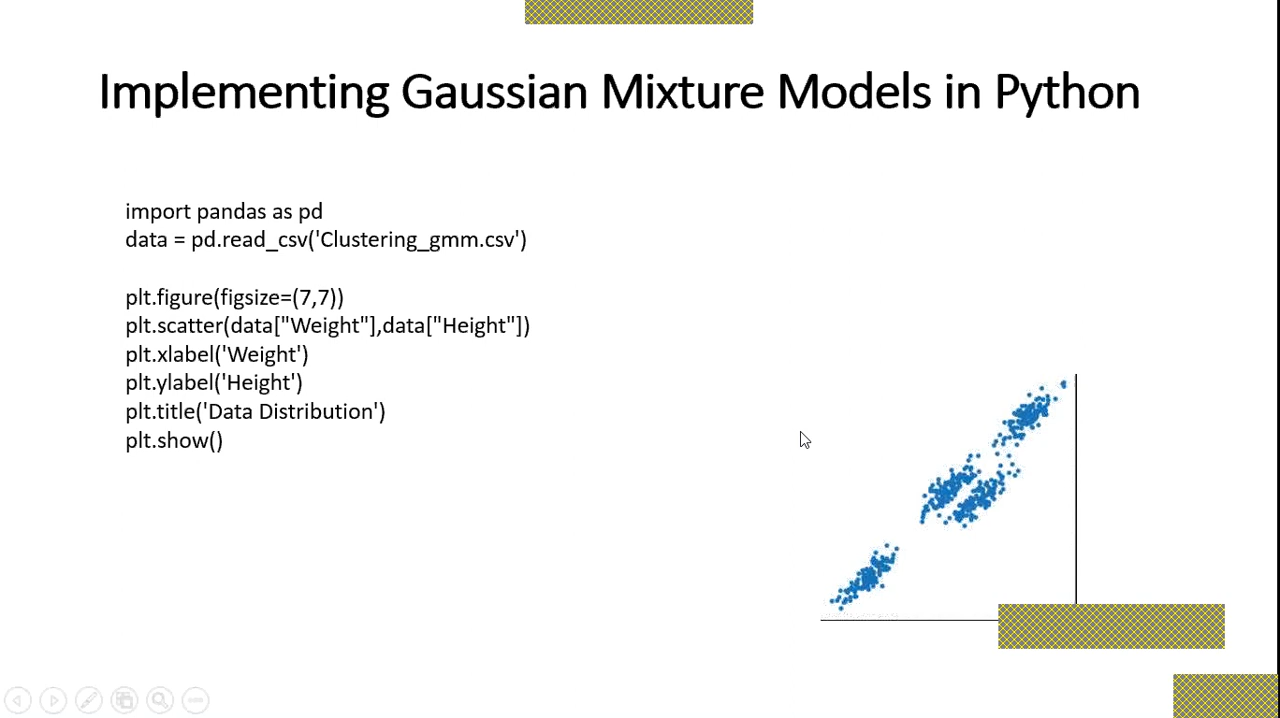 Implementing Gaussian Mixture Models in Python
import pandas as pd
data = pd.read_csv('Clustering_gmm.csv')
plt.figure(figsize=(7,7))
plt.scatter(data["Weight"],data["Height"])
plt.xlabel('Weight')
plt.ylabel('Height')
plt.title('Data Distribution')
plt.show()